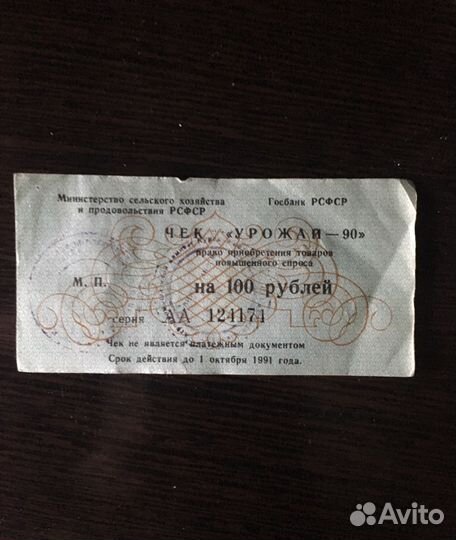 Министерство сельского хозяйства
и продовольствия РСФСР
Госбанк РСФСР
ЧЕК «УРОЖАЙ—90»
право приобретения товаров
повышенного спроса
М. П.
на 100 рублей
серия АА 124171
Чек не является платежным документом
Срок действия до 1 октября 1991 года.
Avito